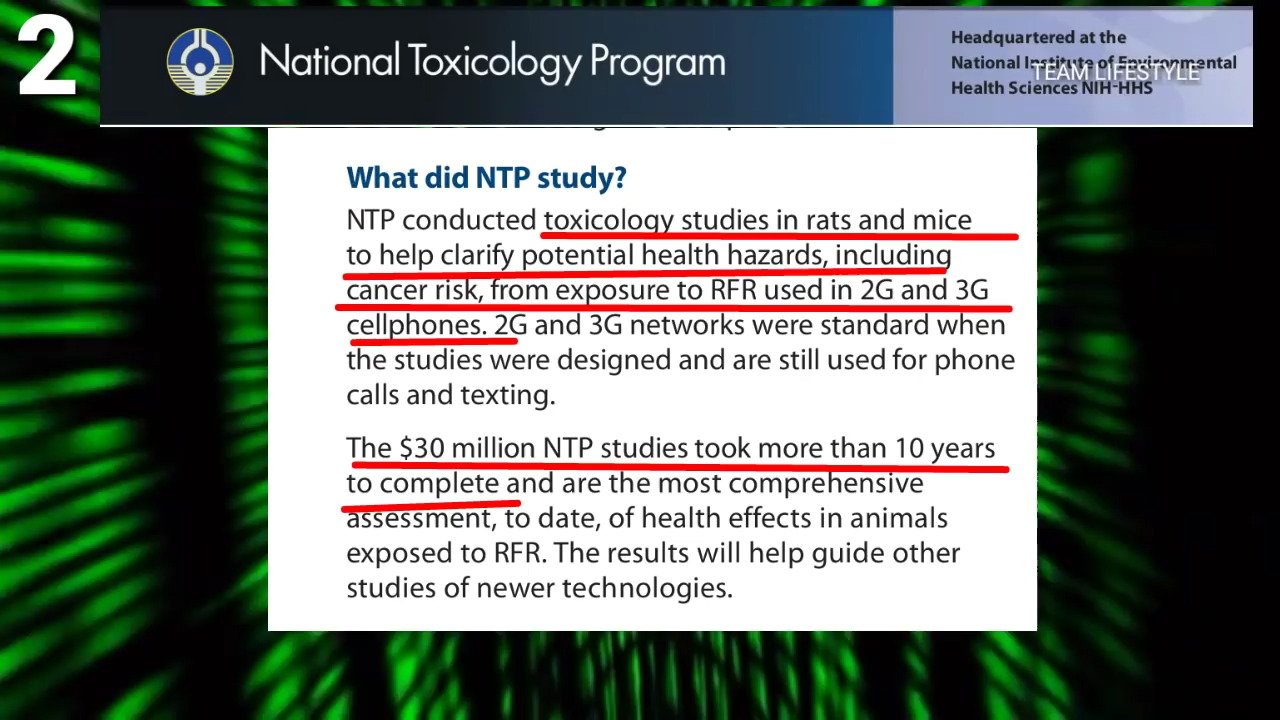 2
National Toxicology Program
Headquartered at the
National Institute of Environmental
Health Sciences NIH-HHS
TEAM LIFESTYLE
What did NTP study?
NTP conducted toxicology studies in rats and mice
to help clarify potential health hazards, including
cancer risk, from exposure to RFR used in 2G and 3G
cellphones. 2G and 3G networks were standard when
the studies were designed and are still used for phone
calls and texting.
The $30 million NTP studies took more than 10 years
to complete and are the most comprehensive
assessment, to date, of health effects in animals
exposed to RFR. The results will help guide other
studies of newer technologies.